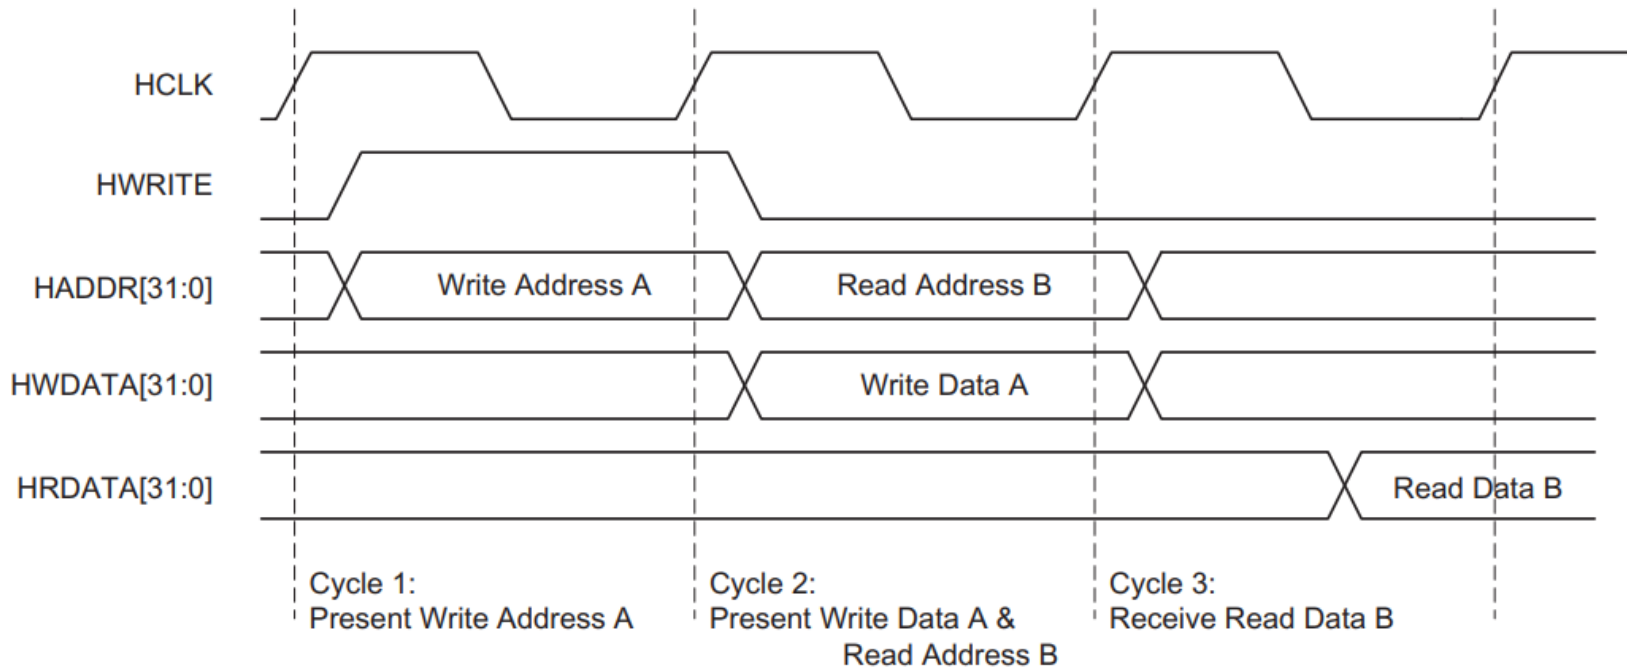 HCLK
HWRITE
HADDR[31:0]
Write Address A
Read Address B
HWDATA[31:0]
Write Data A
HRDATA[31:0]
Read Data B
Cycle 1:
Present Write Address A
Cycle 2:
Present Write Data A &
Read Address B
Cycle 3:
Receive Read Data B